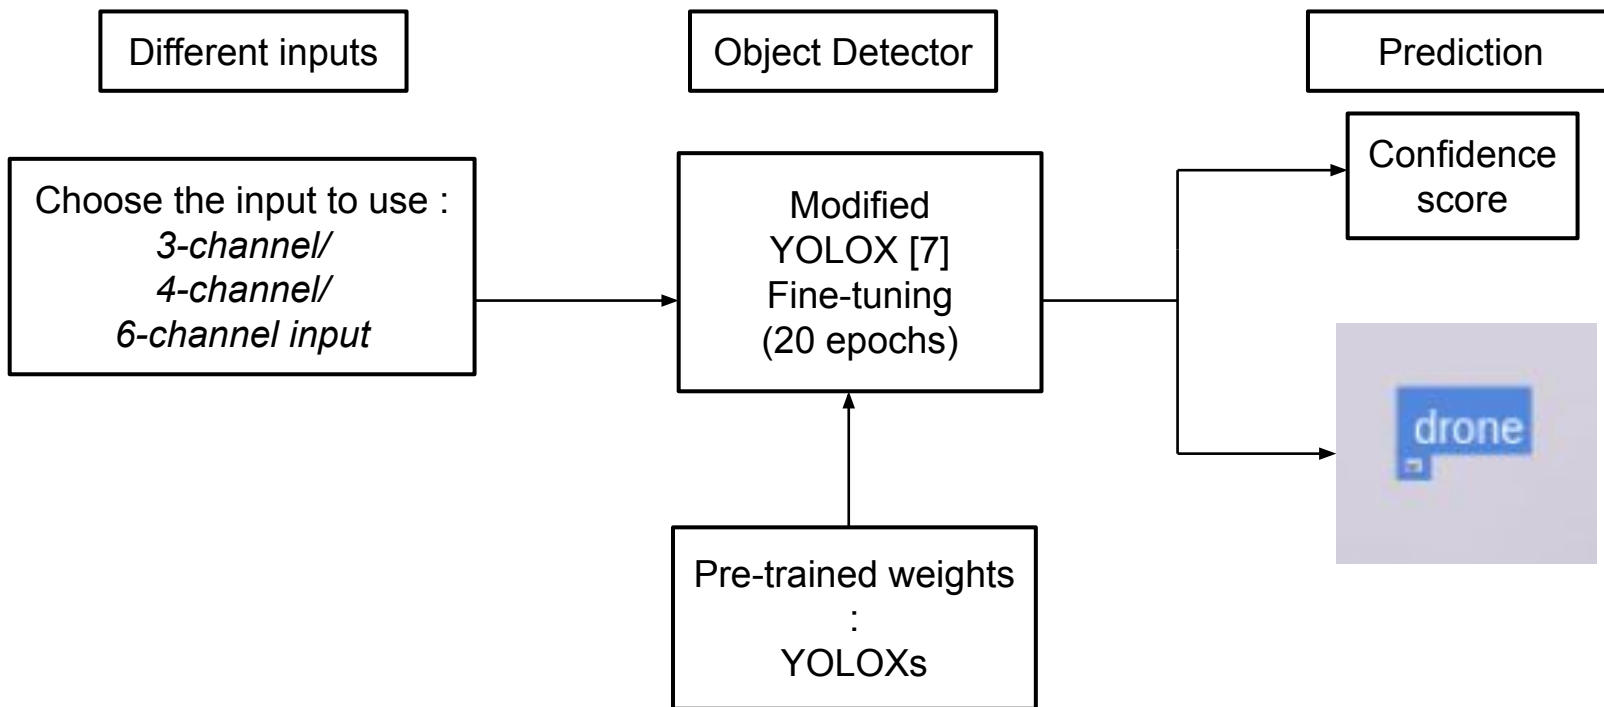 Different inputs
Object Detector
Prediction
Choose the input to use :
3-channel/
4-channel/
6-channel input
Modified
YOLOX [7]
Fine-tuning
(20 epochs)
Confidence
score
drone
Pre-trained weights
:
YOLOXs